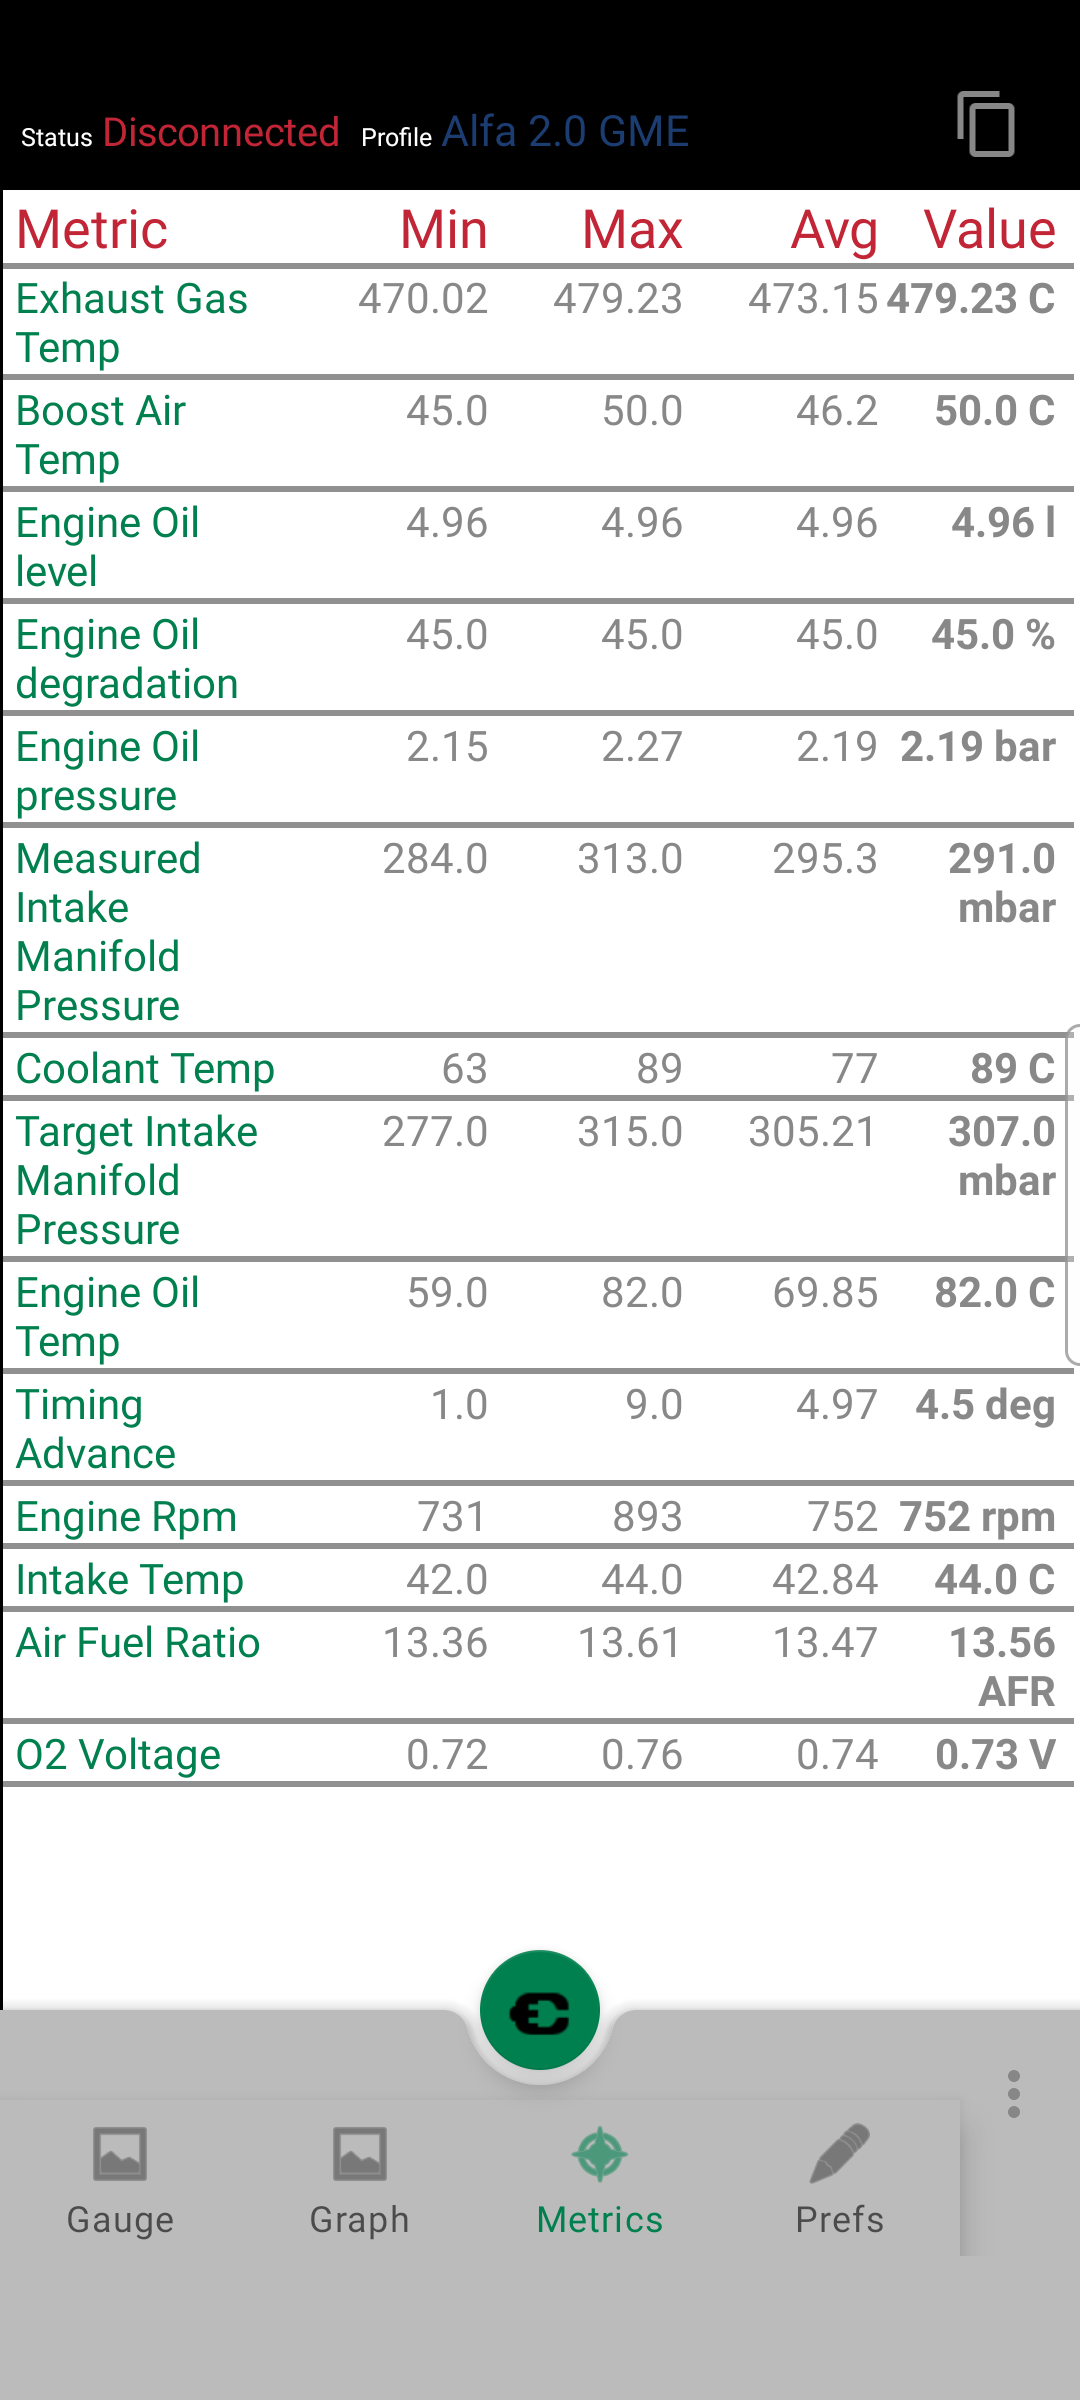 Status Disconnected Profile Alfa 2.0 GME
Metric Min Max Avg Value
Exhaust Gas 470.02 479.23 473.15 479.23 C
Temp
Boost Air 45.0 50.0 46.2 50.0 C
Temp
Engine Oil 4.96 4.96 4.96 4.96 l
level
Engine Oil 45.0 45.0 45.0 45.0 %
degradation
Engine Oil 2.15 2.27 2.19 2.19 bar
pressure
Measured 284.0 313.0 295.3 291.0
Intake mbar
Manifold
Pressure
Coolant Temp 63 89 77 89 C
Target Intake 277.0 315.0 305.21 307.0
Manifold mbar
Pressure
Engine Oil 59.0 82.0 69.85 82.0 C
Temp
Timing 1.0 9.0 4.97 4.5 deg
Advance
Engine Rpm 731 893 752 752 rpm
Intake Temp 42.0 44.0 42.84 44.0 C
Air Fuel Ratio 13.36 13.61 13.47 13.56
AFR
O2 Voltage 0.72 0.76 0.74 0.73 V
Gauge Graph Metrics Prefs